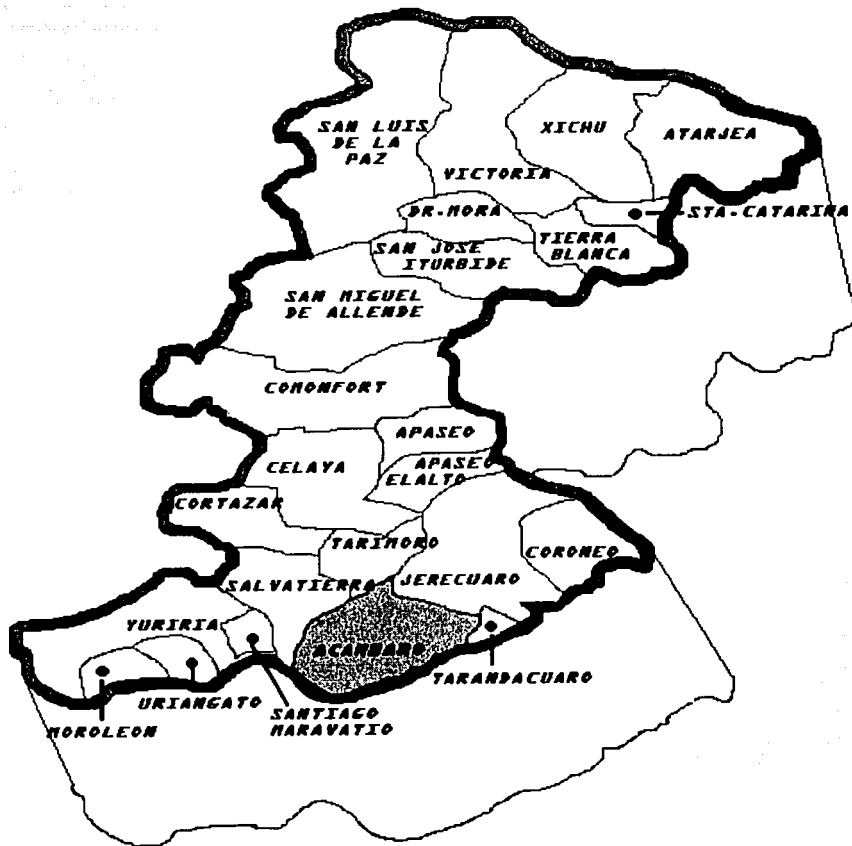 SAN LUIS
DE LA
PAZ
XICHU
ATARJEA
VICTORIA
DR.MORA
STA.CATARINA
TIERRA
BLANCA
SAN JOSE
ITURBIDE
SAN MIGUEL
DE ALLENDE
COMONFORT
APASEO
CELAYA
APASEO
ELALTO
CORTAZAR
TARIMORO
CORONEO
SALVATIERRA
JERECUARO
YURIRIA
ACAMBARO
TARANDACUARO
URIANGATO
SANTIAGO
MARAVATIO
MOROLEON